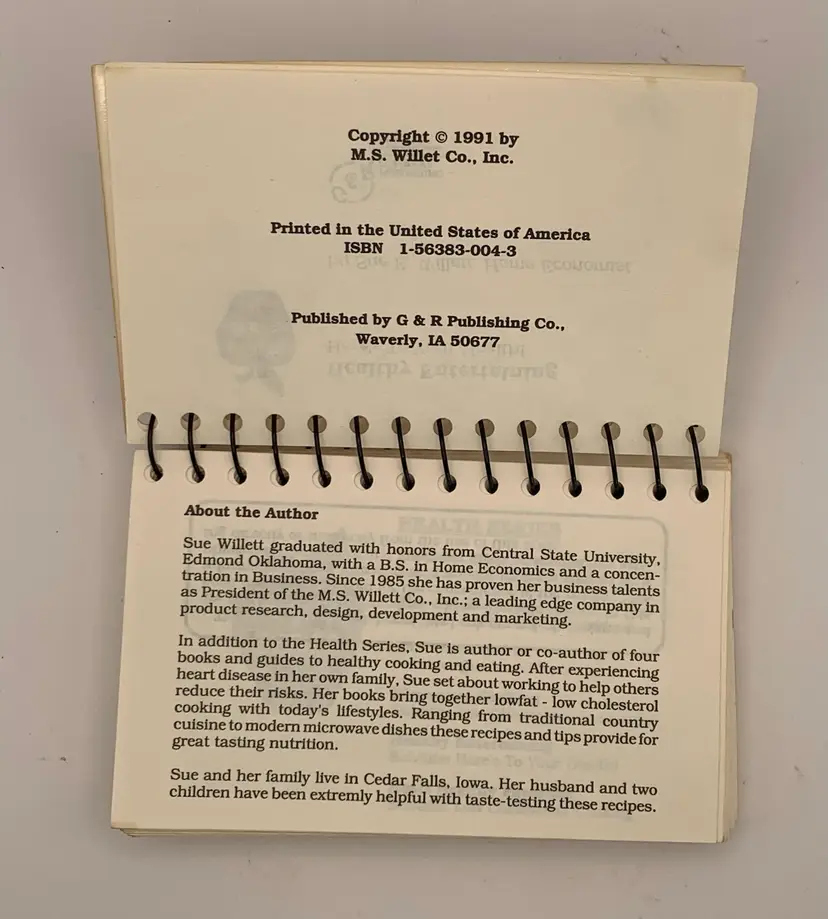 Copyright © 1991 by
M.S. Willet Co., Inc.
Printed in the United States of America
ISBN 1-56383-004-3
Published by G & R Publishing Co.,
Waverly, IA 50677
About the Author
Sue Willett graduated with honors from Central State University,
Edmond Oklahoma, with a B.S. in Home Economics and a concen-
tration in Business. Since 1985 she has proven her business talents
as President of the M.S. Willett Co., Inc.; a leading edge company in
product research, design, development and marketing.
In addition to the Health Series, Sue is author or co-author of four
books and guides to healthy cooking and eating. After experiencing
heart disease in her own family, Sue set about working to help others
reduce their risks. Her books bring together lowfat - low cholesterol
cooking with today's lifestyles. Ranging from traditional country
cuisine to modern microwave dishes these recipes and tips provide for
great tasting nutrition.
Sue and her family live in Cedar Falls, Iowa. Her husband and two
children have been extremly helpful with taste-testing these recipes.